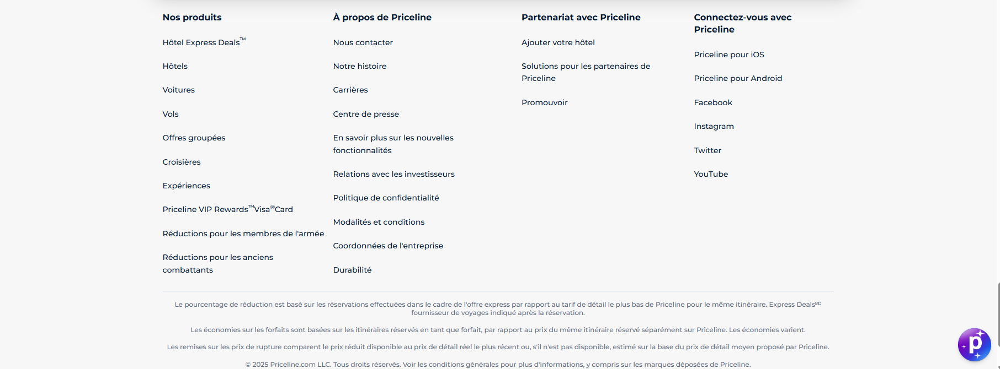 Nos produits
Hôtel Express Deals™
Hôtels
Voitures
Vols
Offres groupées
Croisières
Expériences
Priceline VIP Rewards™Visa®Card
Réductions pour les membres de l'armée
Réductions pour les anciens
combattants
À propos de Priceline
Nous contacter
Notre histoire
Carrières
Centre de presse
En savoir plus sur les nouvelles
fonctionnalités
Relations avec les investisseurs
Politique de confidentialité
Modalités et conditions
Coordonnées de l'entreprise
Durabilité
Partenariat avec Priceline
Ajouter votre hôtel
Solutions pour les partenaires de
Priceline
Promouvoir
Connectez-vous avec
Priceline
Priceline pour iOS
Priceline pour Android
Facebook
Instagram
Twitter
YouTube
Le pourcentage de réduction est basé sur les réservations effectuées dans le cadre de l'offre express par rapport au tarif de détail le plus bas de Priceline pour le même itinéraire. Express Dealsᴹᴰ
fournisseur de voyages indiqué après la réservation.
Les économies sur les forfaits sont basées sur les itinéraires réservés en tant que forfait, par rapport au prix du même itinéraire réservé séparément sur Priceline. Les économies varient.
Les remises sur les prix de rupture comparent le prix réduit disponible au prix de détail réel le plus récent ou, s'il n'est pas disponible, estimé sur la base du prix de détail moyen proposé par Priceline.
© 2025 Priceline.com LLC. Tous droits réservés. Voir les conditions générales pour plus d'informations, y compris sur les marques déposées de Priceline.
p